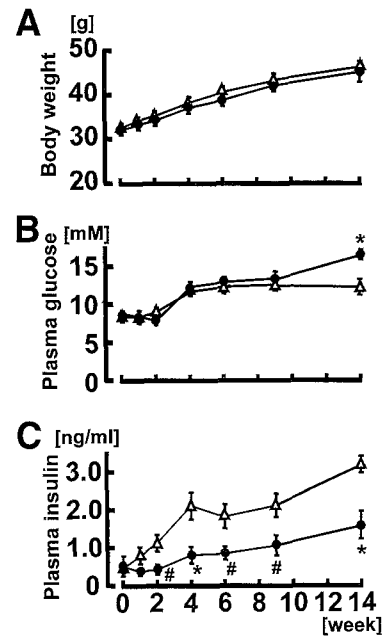 A
[g]
Body weight
50
40
30
20
B
[mM]
Plasma glucose
15
10
5
0
*
C
[ng/ml]
Plasma insulin
3.0
2.0
1.0
0
# * # # *
0 2 4 6 8 10 12 14
[week]